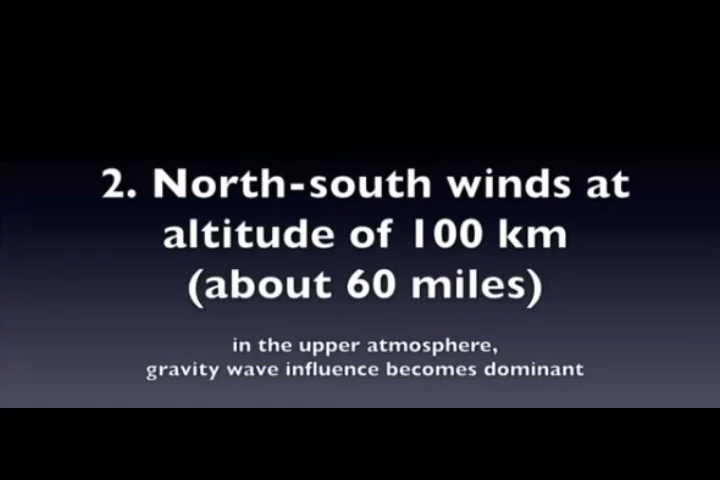 2. North-south winds at
altitude of 100 km
(about 60 miles)
in the upper atmosphere,
gravity wave influence becomes dominant